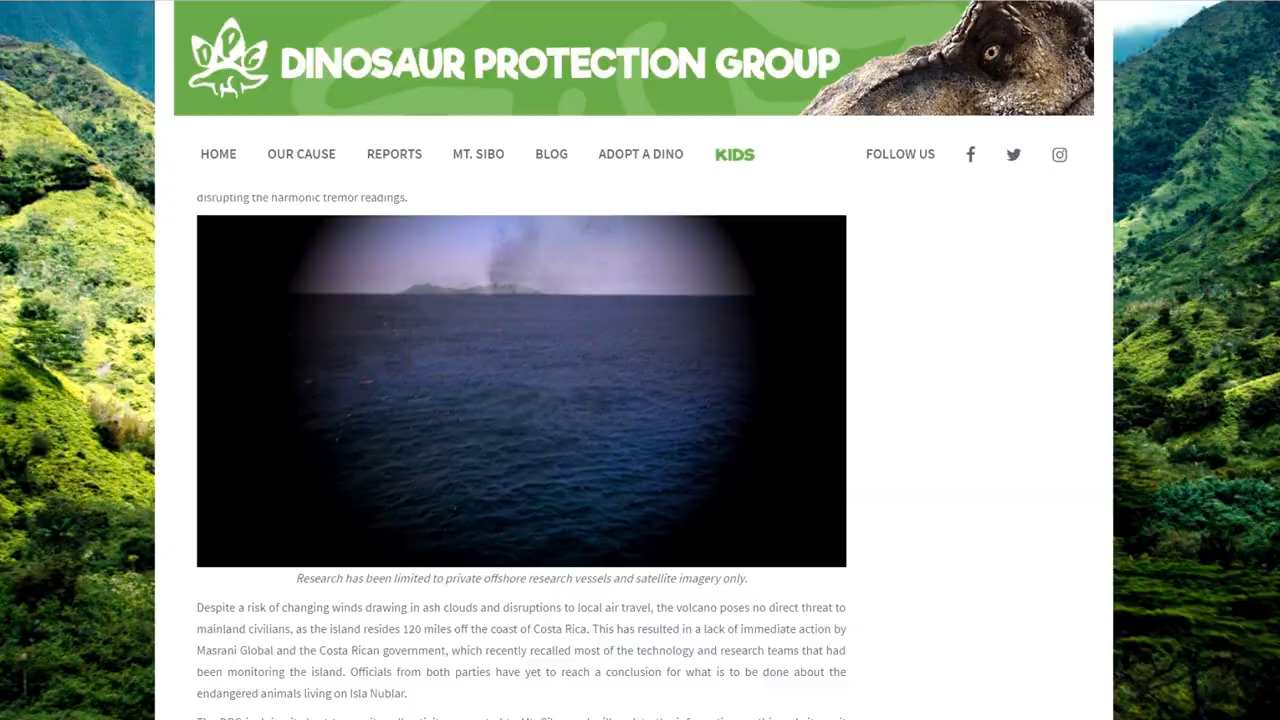 DPG
DINOSAUR PROTECTION GROUP
HOME OUR CAUSE REPORTS MT. SIBO BLOG ADOPT A DINO KIDS FOLLOW US
disrupting the harmonic tremor readings.
Research has been limited to private offshore research vessels and satellite imagery only.
Despite a risk of changing winds drawing in ash clouds and disruptions to local air travel, the volcano poses no direct threat to
mainland civilians, as the island resides 120 miles off the coast of Costa Rica. This has resulted in a lack of immediate action by
Masrani Global and the Costa Rican government, which recently recalled most of the technology and research teams that had
been monitoring the island. Officials from both parties have yet to reach a conclusion for what is to be done about the
endangered animals living on Isla Nublar.